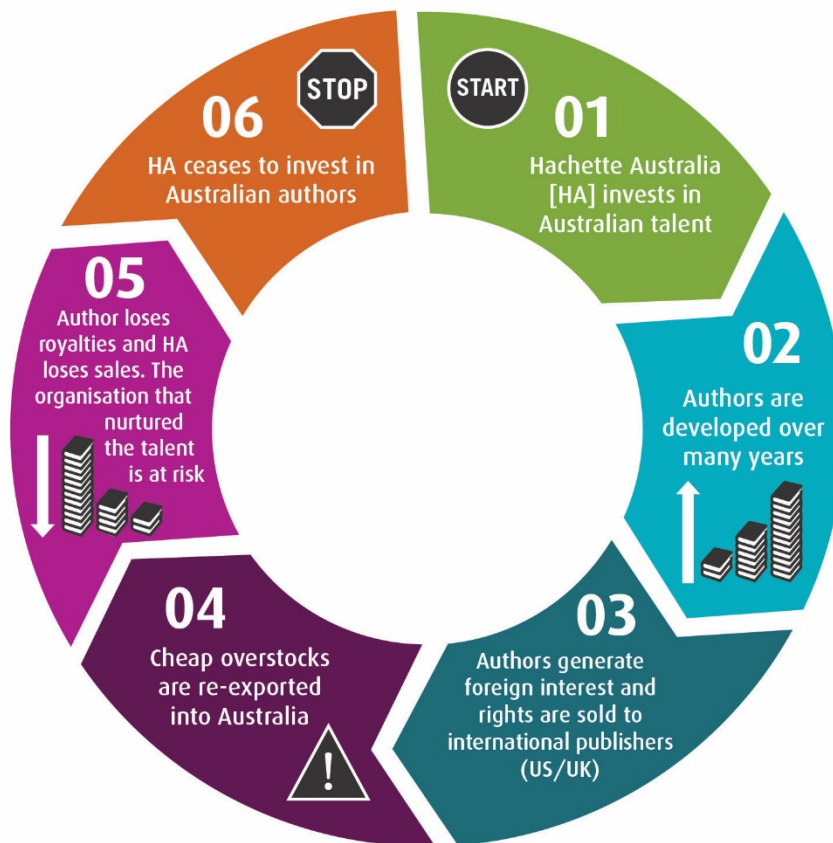 START
01
Hachette Australia
[HA] invests in
Australian talent
02
Authors are
developed over
many years
03
Authors generate
foreign interest and
rights are sold to
international publishers
(US/UK)
04
Cheap overstocks
are re-exported
into Australia
!
05
Author loses
royalties and HA
loses sales. The
organisation that
nurtured
the talent
is at risk
STOP
06
HA ceases to invest in
Australian authors